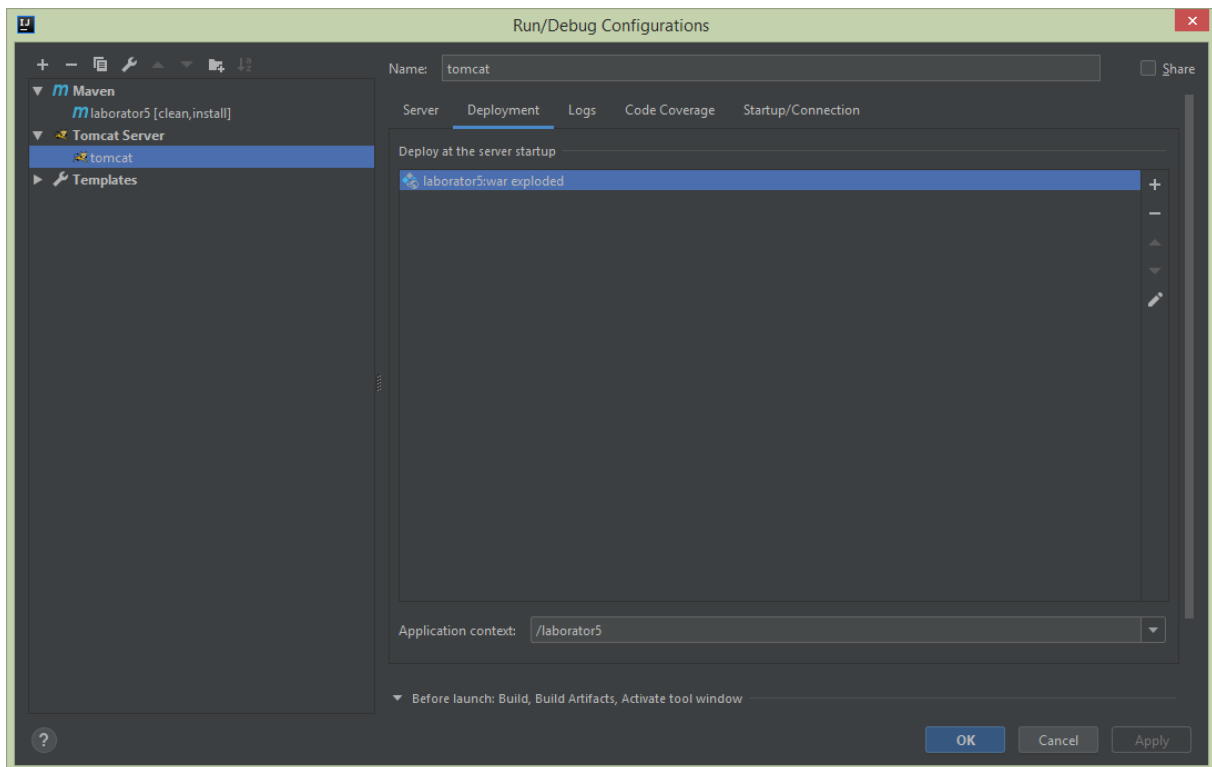 Run/Debug Configurations
Name: tomcat
Share
Maven
laborator5 [clean,install]
Tomcat Server
tomcat
Templates
Server Deployment Logs Code Coverage Startup/Connection
Deploy at the server startup
laborator5:war exploded
Application context: /laborator5
Before launch: Build, Build Artifacts, Activate tool window
? OK Cancel Apply